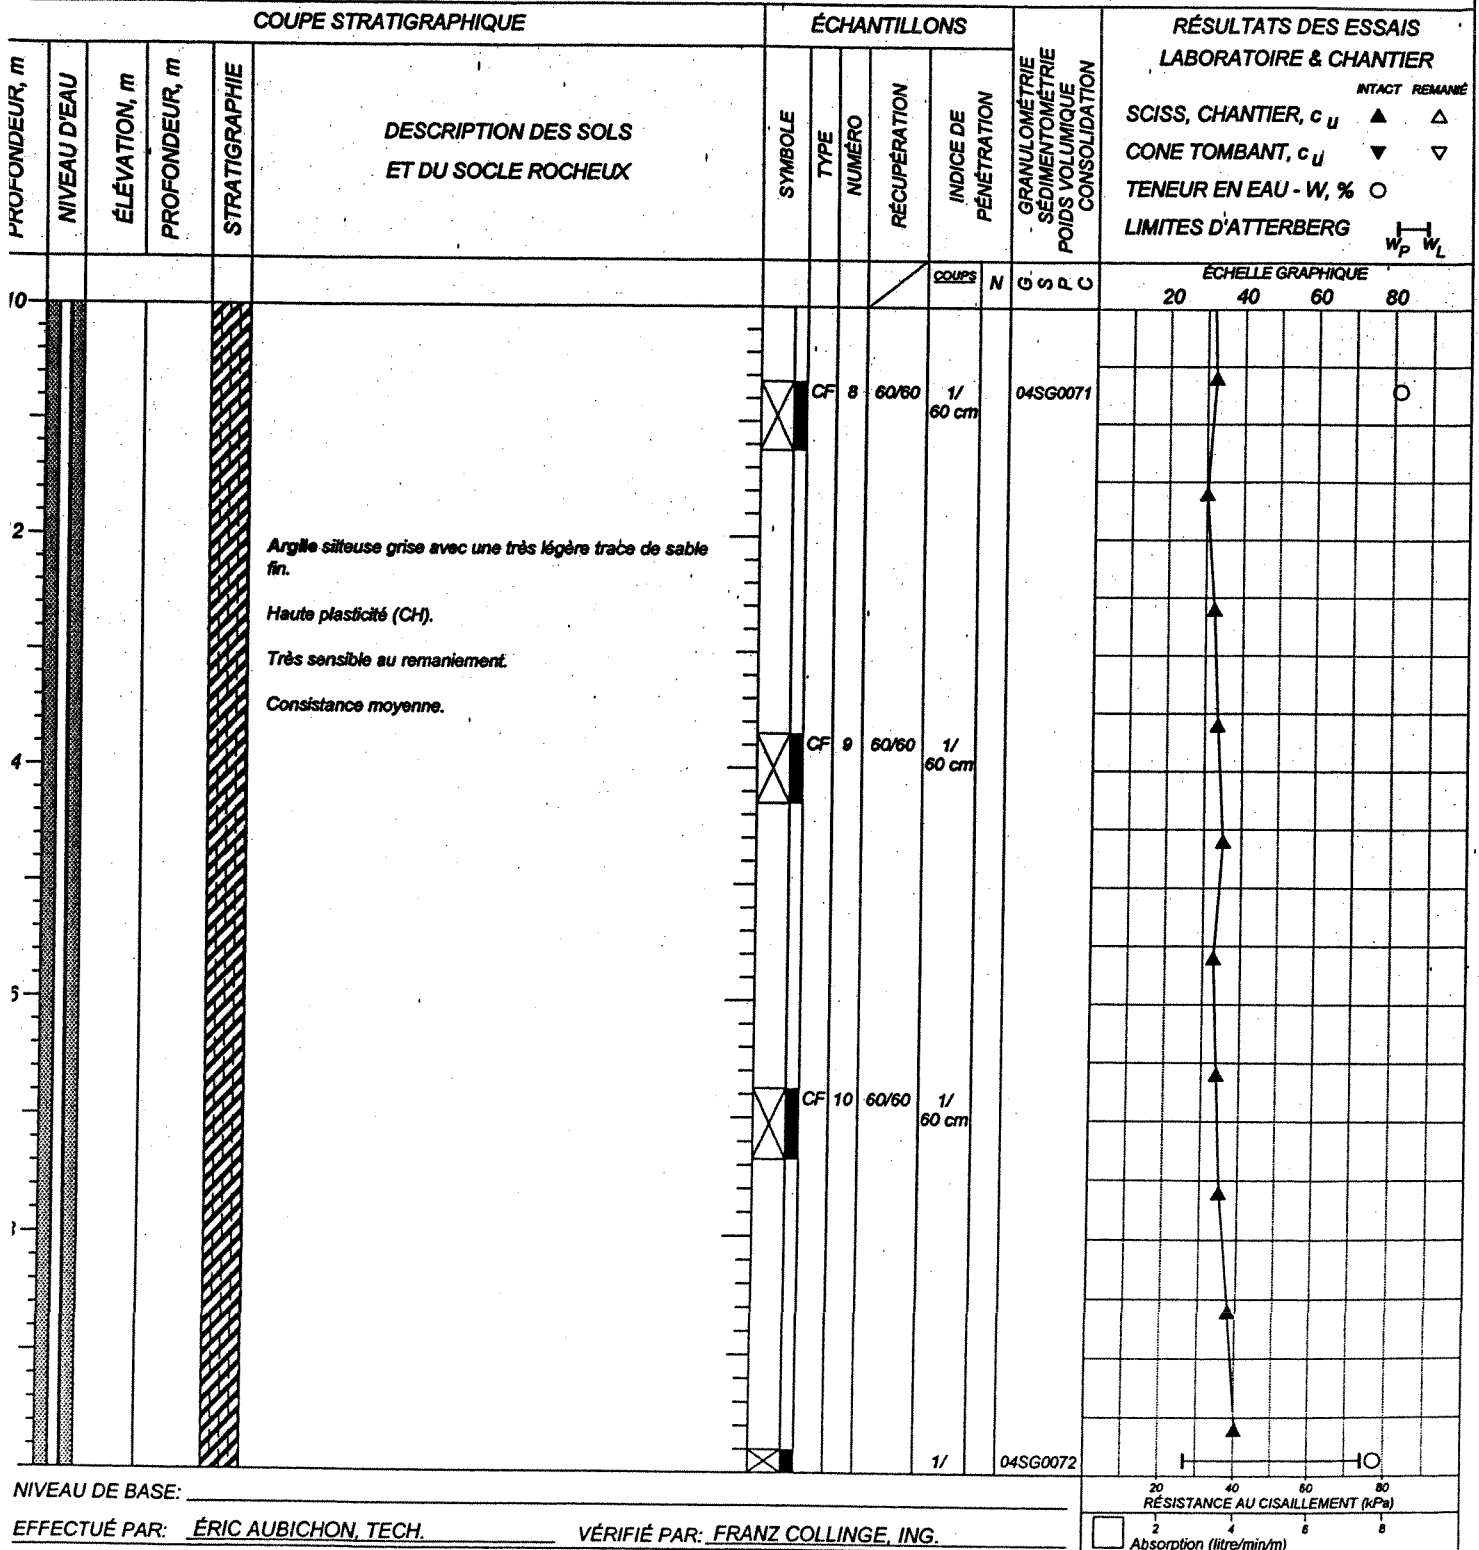 COUPE STRATIGRAPHIQUE
ÉCHANTILLONS
RÉSULTATS DES ESSAIS
LABORATOIRE & CHANTIER
PROFONDEUR, m
NIVEAU D'EAU
ÉLÉVATION, m
PROFONDEUR, m
STRATIGRAPHIE
DESCRIPTION DES SOLS
ET DU SOCLE ROCHEUX
SYMBOLE
TYPE
NUMÉRO
RÉCUPÉRATION
INDICE DE
PÉNÉTRATION
GRANULOMÉTRIE
SÉDIMENTOMÉTRIE
POIDS VOLUMIQUE
CONSOLIDATION
INTACT REMANIÉ
SCISS, CHANTIER, c u ▲ △
CONE TOMBANT, c u ▼ ▽
TENEUR EN EAU - W, % ○
LIMITES D'ATTERBERG
W P W L
COUPS N
G S P C
ÉCHELLE GRAPHIQUE
20 40 60 80
10
CF 8 60/60 1/ 04SG0071
60 cm
2
Argile silteuse grise avec une très légère trace de sable
fin.
Haute plasticité (CH).
Très sensible au remaniement.
Consistance moyenne.
CF 9 60/60 1/
4
60 cm
CF 10 60/60 1/
60 cm
1/ 04SG0072
NIVEAU DE BASE:
20 40 60 80
RÉSISTANCE AU CISAILLEMENT (kPa)
EFFECTUÉ PAR: ÉRIC AUBICHON, TECH. VÉRIFIÉ PAR: FRANZ COLLINGE, ING.
2 4 6 8
Absorption (litre/min/m)